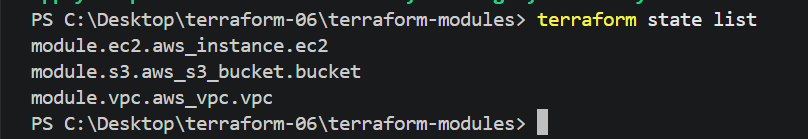 PS C:\Desktop\terraform-06\terraform-modules> terraform state list
module.ec2.aws_instance.ec2
module.s3.aws_s3_bucket.bucket
module.vpc.aws_vpc.vpc
PS C:\Desktop\terraform-06\terraform-modules>